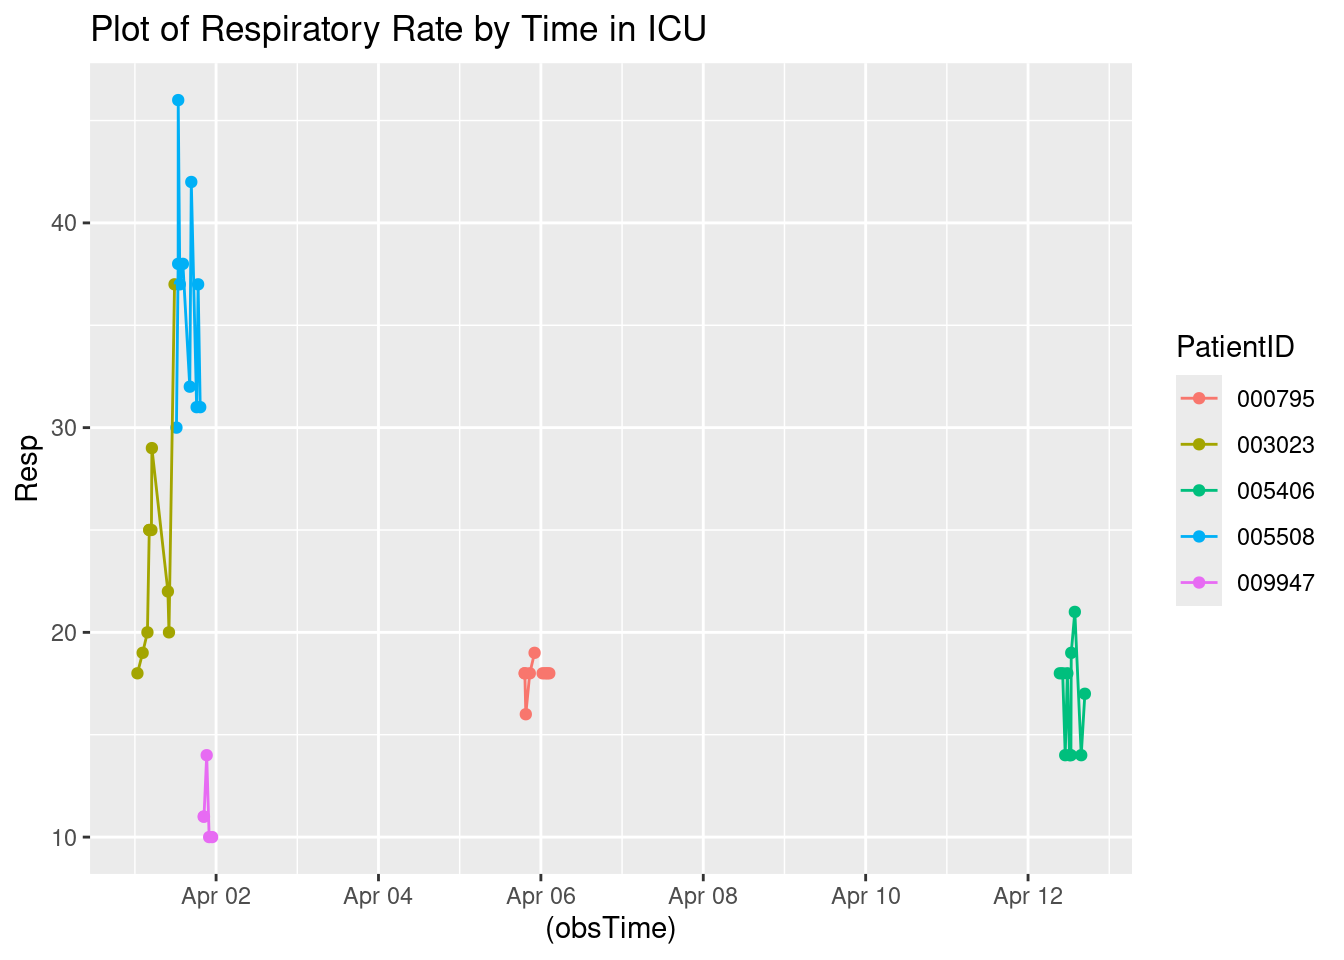 Plot of Respiratory Rate by Time in ICU
Resp
40
30
20
10
Apr 02 Apr 04 Apr 06 Apr 08 Apr 10 Apr 12
(obsTime)
PatientID
000795
003023
005406
005508
009947